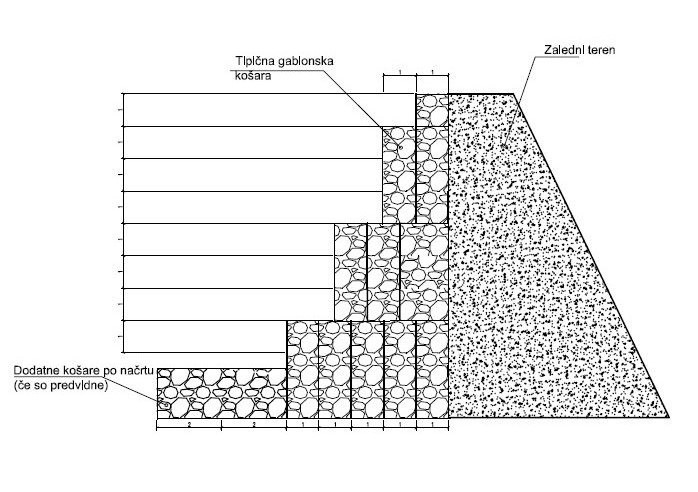 TIpIčna gabIonska
košara
ZalednI teren
1 1
Dodatne košare po načrtu
(če so predvIdne)
2 2 1 1 1 1 1